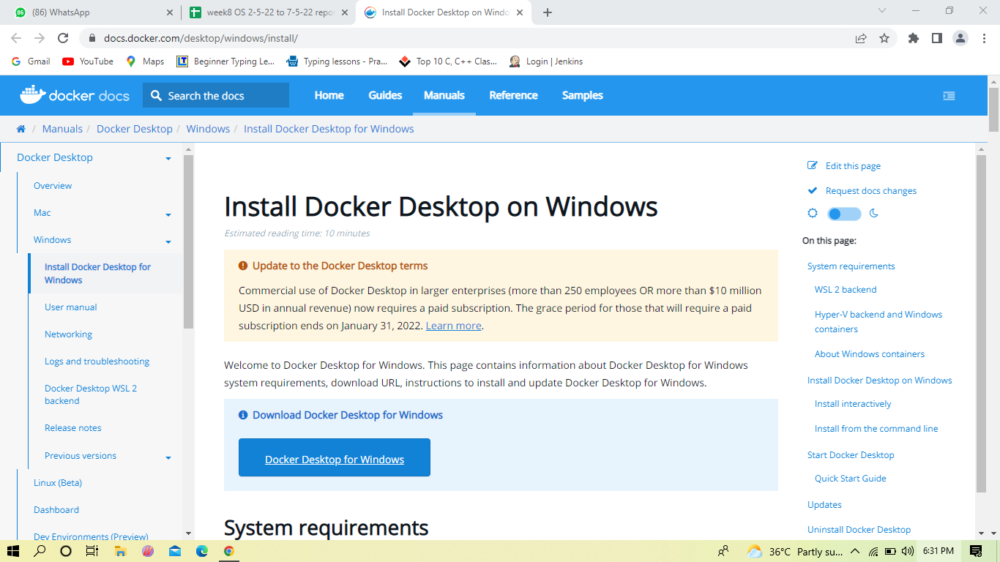 (86) WhatsApp
week8 OS 2-5-22 to 7-5-22 repor
Install Docker Desktop on Windo
docs.docker.com/desktop/windows/install/
Gmail
YouTube
Maps
Beginner Typing Le...
Typing lessons - Pra...
Top 10 C, C++ Clas...
Login | Jenkins
docker docs
Search the docs
Home
Guides
Manuals
Reference
Samples
/ Manuals / Docker Desktop / Windows / Install Docker Desktop for Windows
Docker Desktop
Overview
Mac
Windows
Install Docker Desktop for
Windows
User manual
Networking
Logs and troubleshooting
Docker Desktop WSL 2
backend
Release notes
Previous versions
Linux (Beta)
Dashboard
Dev Environments (Preview)
Install Docker Desktop on Windows
Estimated reading time: 10 minutes
Update to the Docker Desktop terms
Commercial use of Docker Desktop in larger enterprises (more than 250 employees OR more than $10 million
USD in annual revenue) now requires a paid subscription. The grace period for those that will require a paid
subscription ends on January 31, 2022. Learn more.
Welcome to Docker Desktop for Windows. This page contains information about Docker Desktop for Windows
system requirements, download URL, instructions to install and update Docker Desktop for Windows.
Download Docker Desktop for Windows
Docker Desktop for Windows
System requirements
Edit this page
Request docs changes
On this page:
System requirements
WSL 2 backend
Hyper-V backend and Windows
containers
About Windows containers
Install Docker Desktop on Windows
Install interactively
Install from the command line
Start Docker Desktop
Quick Start Guide
Updates
Uninstall Docker Desktop
36°C Partly su...
6:31 PM